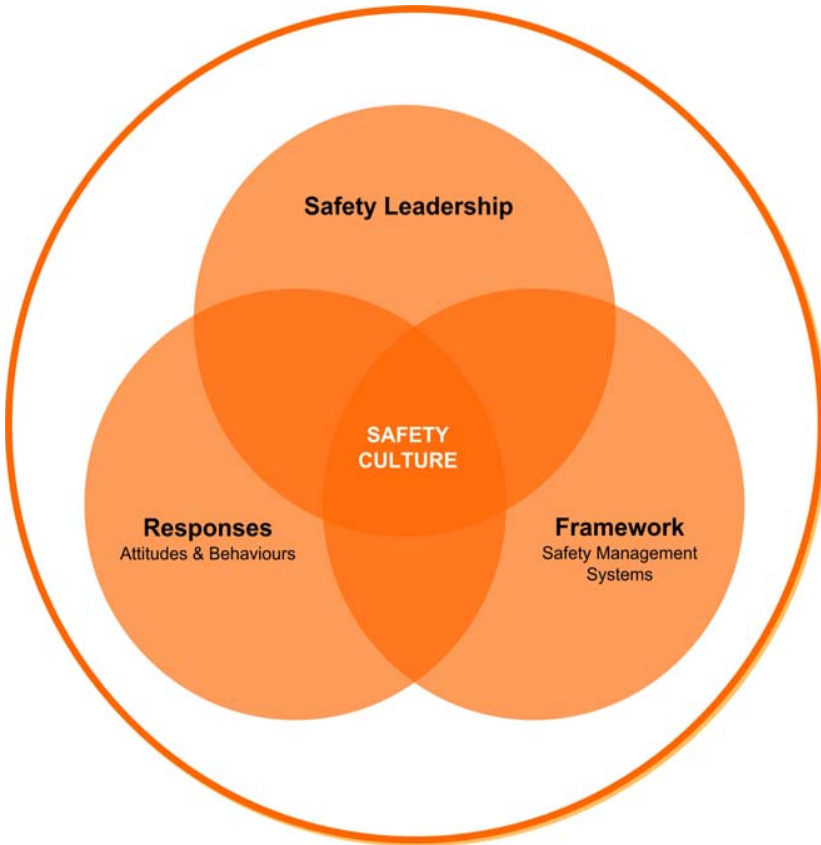 Safety Leadership
SAFETY
CULTURE
Responses
Attitudes & Behaviours
Framework
Safety Management
Systems